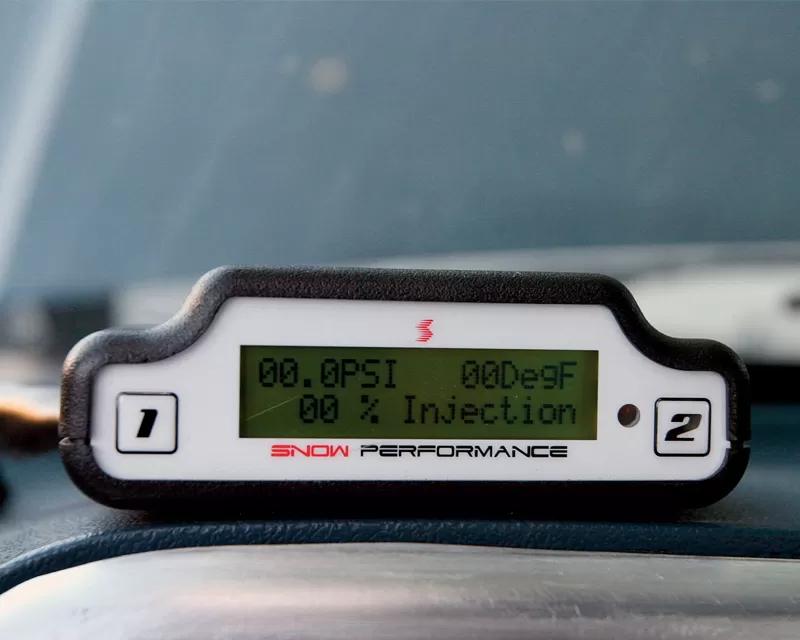 00.0PSI 00DegF
1 00 % Injection 2
SNOW PERFORMANCE